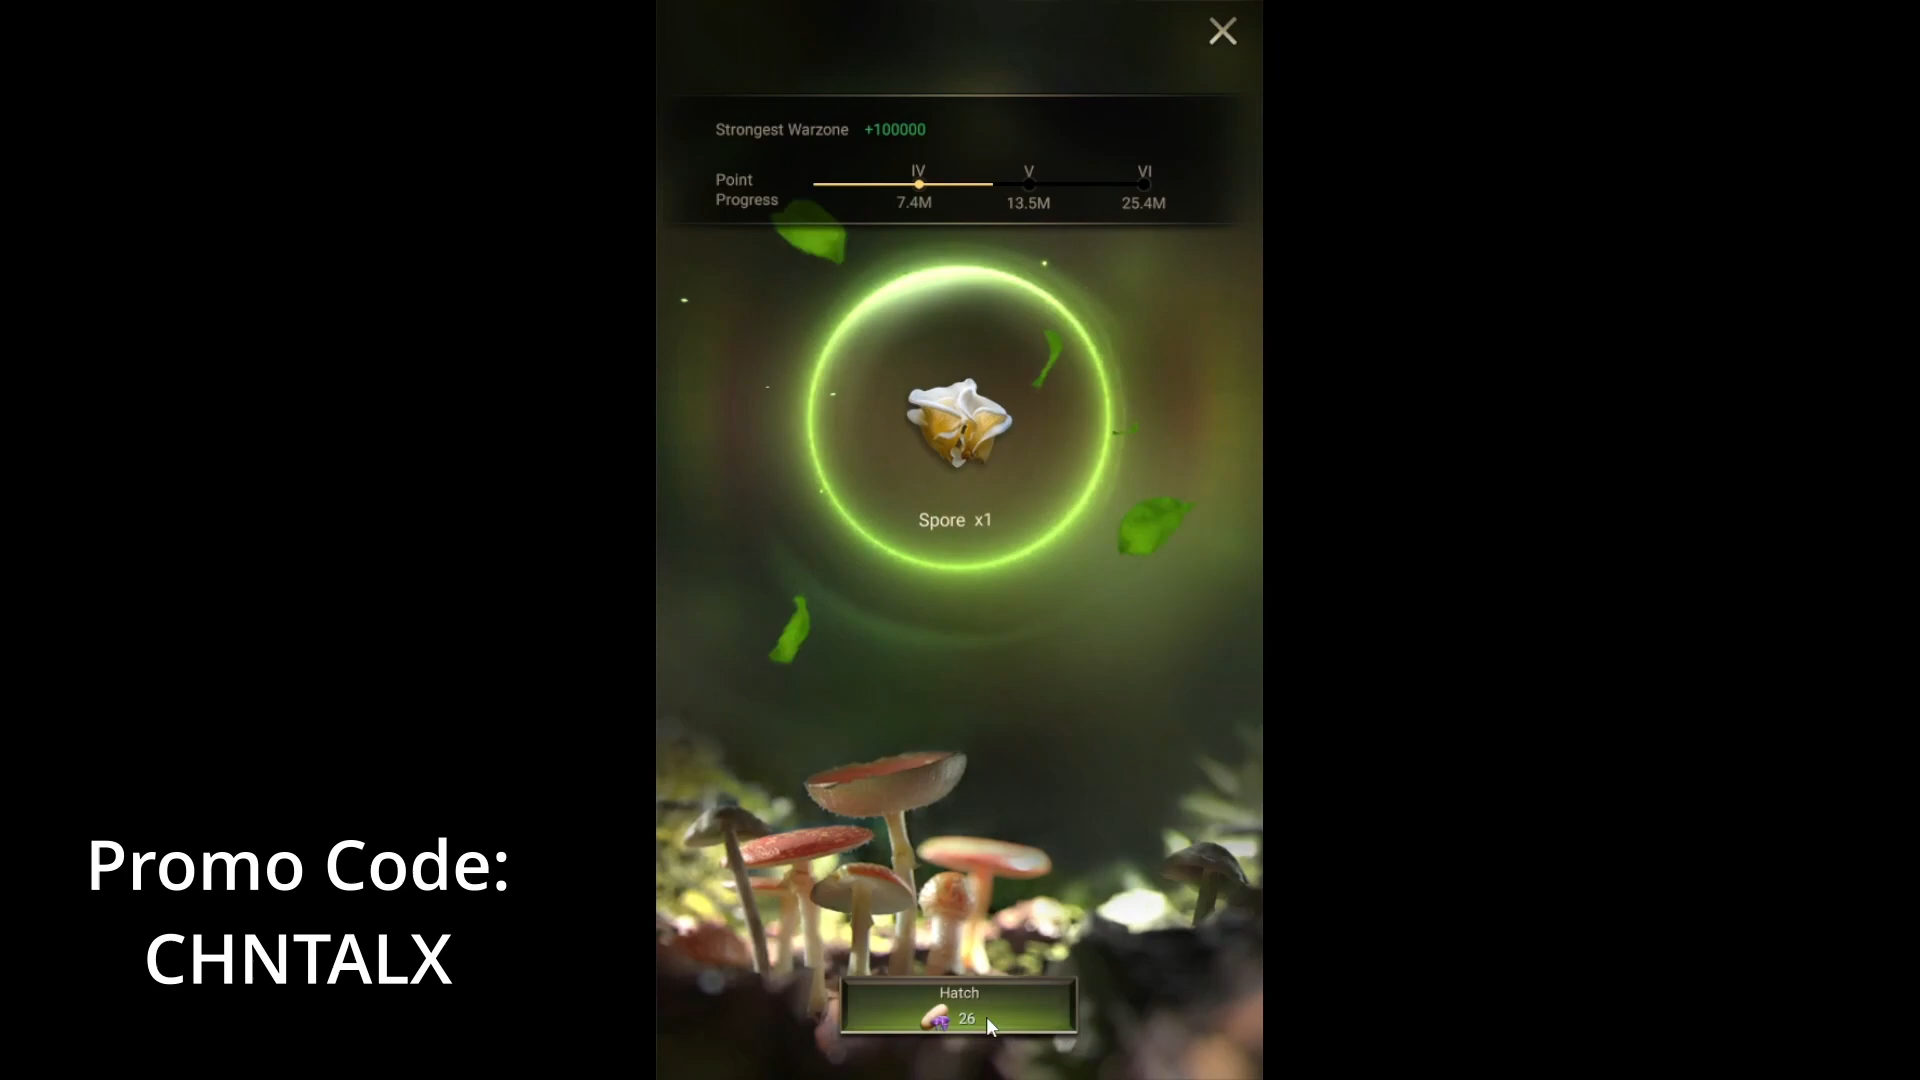 Strongest Warzone +100000
IV V VI
Point
Progress
7.4M 13.5M 25.4M
Spore x1
Promo Code:
CHNTALX
Hatch
26